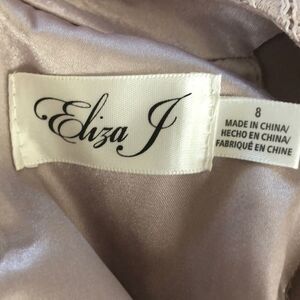 Eliza J
8
MADE IN CHINA/
HECHO EN CHINA/
FABRIQUÉ EN CHINE